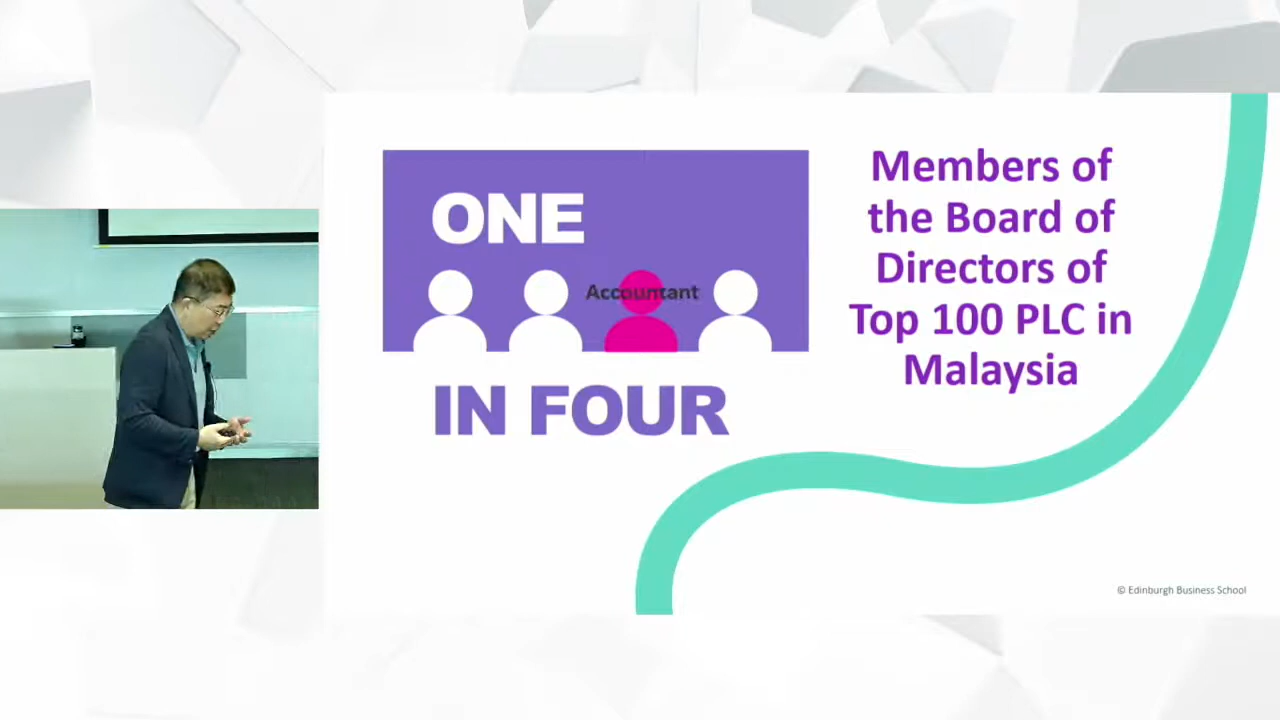 ONE
Accountant
IN FOUR
Members of
the Board of
Directors of
Top 100 PLC in
Malaysia
© Edinburgh Business School